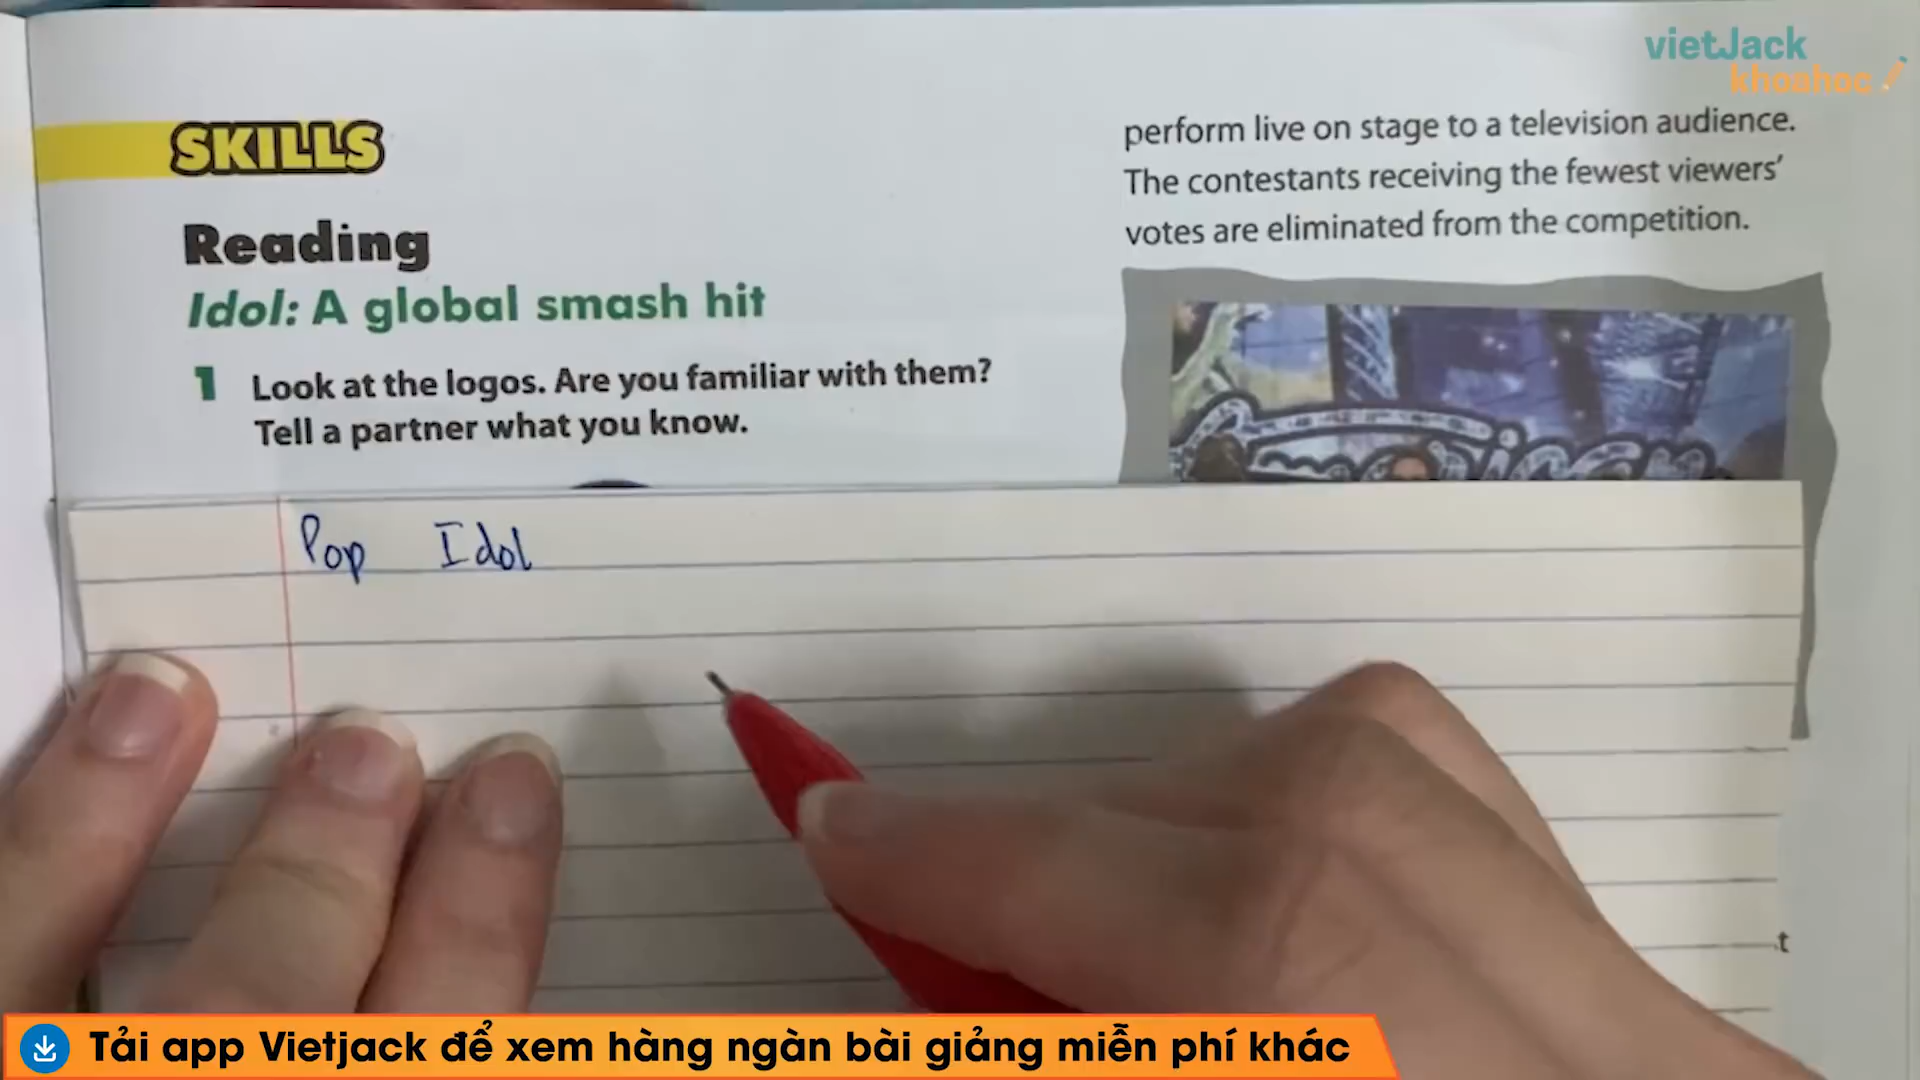 vietJack
khoahoc
SKILLS
Reading
Idol: A global smash hit
1 Look at the logos. Are you familiar with them?
Tell a partner what you know.
perform live on stage to a television audience.
The contestants receiving the fewest viewers'
votes are eliminated from the competition.
American
Pop Idol
t
Tải app Vietjack để xem hàng ngàn bài giảng miễn phí khác